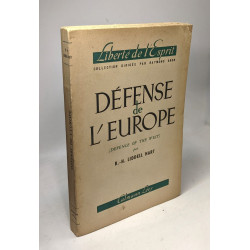 Liberté de l'Esprit
COLLECTION DIRIGÉE PAR RAYMOND ARON
DÉFENSE
de
L'EUROPE
(DEFENCE OF THE WEST)
par
B.-H. LIDDELL HART
Calmann-Lévy